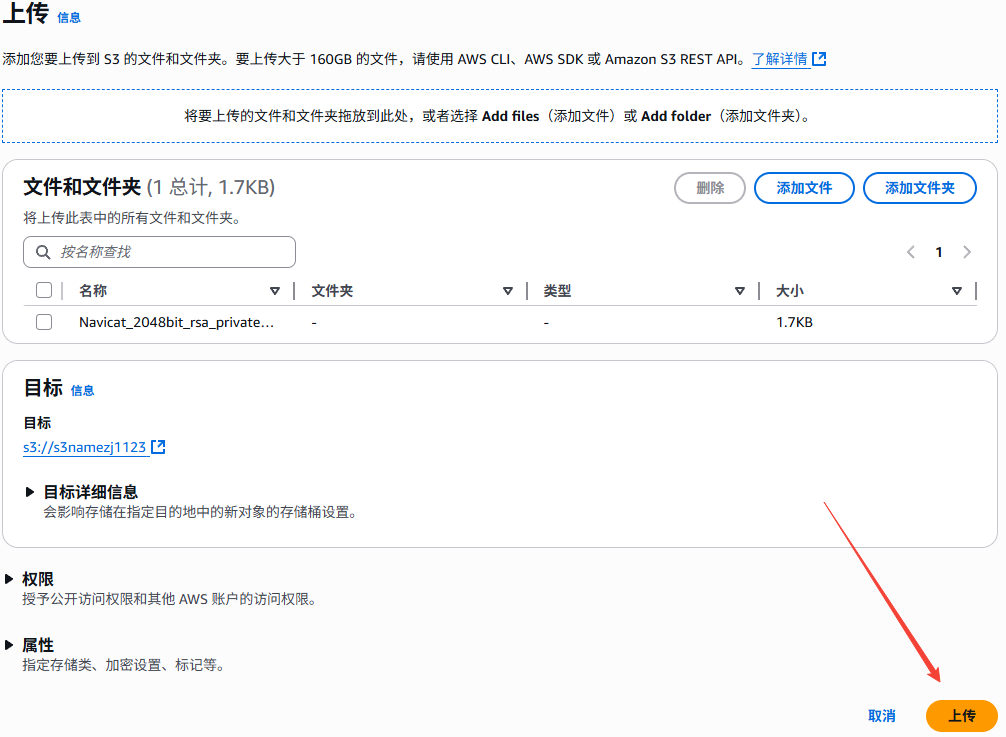 上传 信息
添加您要上传到 S3 的文件和文件夹。要上传大于 160GB 的文件，请使用 AWS CLI、AWS SDK 或 Amazon S3 REST API。了解详情
将要上传的文件和文件夹拖放到此处，或者选择 Add files（添加文件）或 Add folder（添加文件夹）。
文件和文件夹 (1 总计, 1.7KB) 删除 添加文件 添加文件夹
将上传此表中的所有文件和文件夹。
按名称查找 1
名称 文件夹 类型 大小
Navicat_2048bit_rsa_private... - - 1.7KB
目标 信息
目标
s3://s3namezj1123
目标详细信息
会影响存储在指定目的地中的新对象的存储桶设置。
权限
授予公开访问权限和其他 AWS 账户的访问权限。
属性
指定存储类、加密设置、标记等。
取消 上传